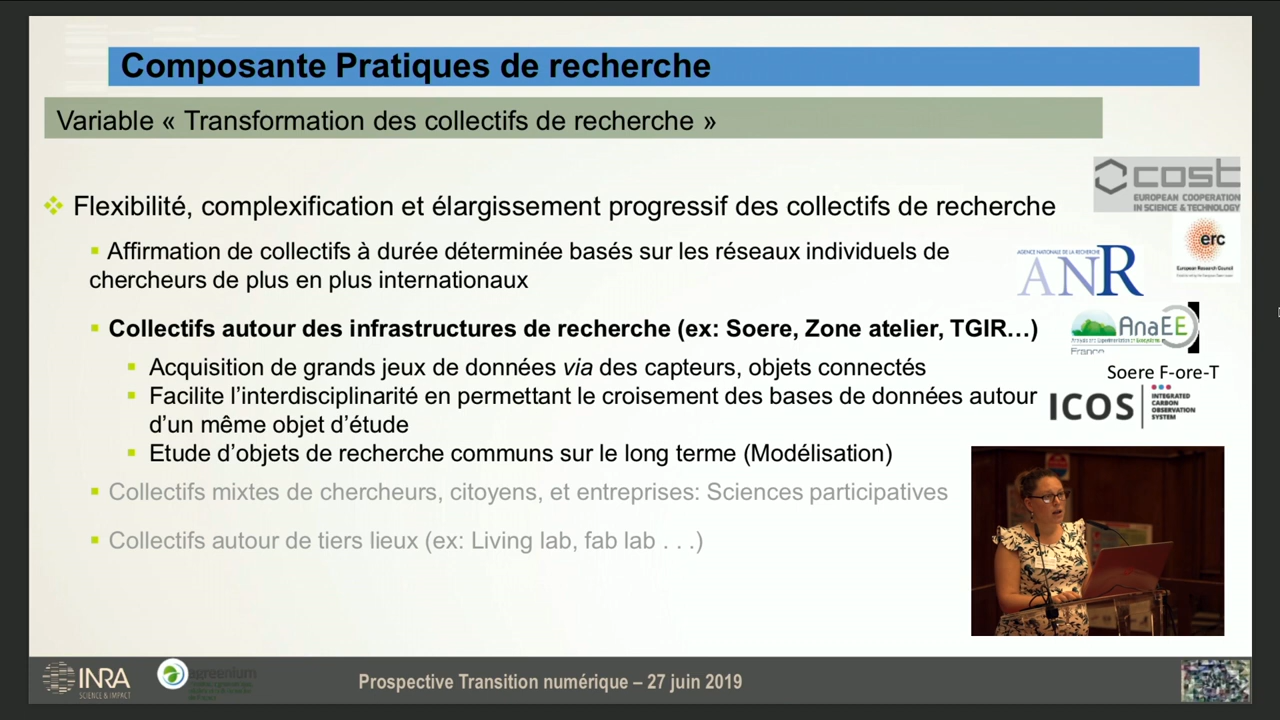 Composante Pratiques de recherche
Variable « Transformation des collectifs de recherche »
Flexibilité, complexification et élargissement progressif des collectifs de recherche
Affirmation de collectifs à durée déterminée basés sur les réseaux individuels de
chercheurs de plus en plus internationaux
Collectifs autour des infrastructures de recherche (ex: Soere, Zone atelier, TGIR…)
Acquisition de grands jeux de données via des capteurs, objets connectés
Facilite l'interdisciplinarité en permettant le croisement des bases de données autour
d'un même objet d'étude
Etude d'objets de recherche communs sur le long terme (Modélisation)
Collectifs mixtes de chercheurs, citoyens, et entreprises: Sciences participatives
Collectifs autour de tiers lieux (ex: Living lab, fab lab . . .)
cost
EUROPEAN COOPERATION
IN SCIENCE & TECHNOLOGY
erc
European Research Council
AGENCE NATIONALE DE LA RECHERCHE
ANR
AnaEE
France
Soere F-ore-T
ICOS
INTEGRATED
CARBON
OBSERVATION
SYSTEM
INRA
SCIENCE & IMPACT
agreenium
Prospective Transition numérique – 27 juin 2019